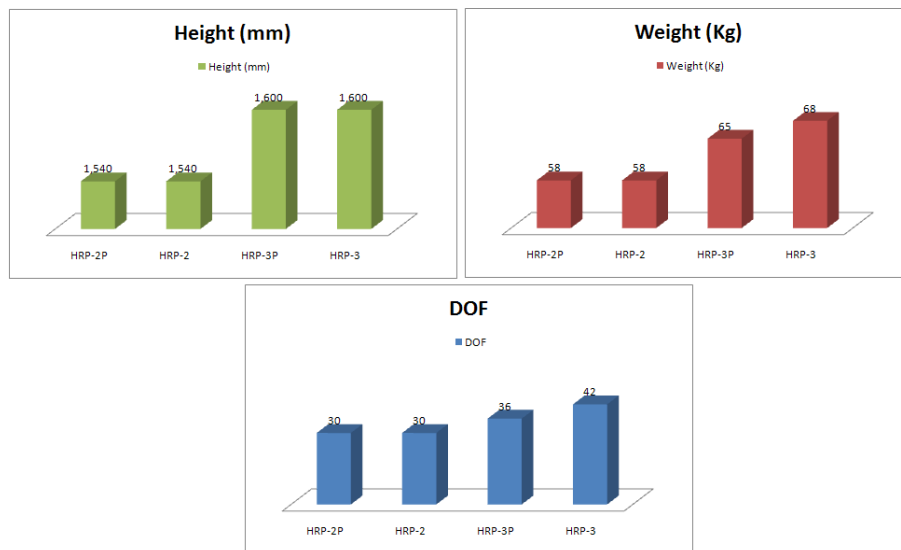 Height (mm)
Height (mm)
1,540
1,540
1,600
1,600
HRP-2P
HRP-2
HRP-3P
HRP-3
Weight (Kg)
Weight (Kg)
58
58
65
68
HRP-2P
HRP-2
HRP-3P
HRP-3
DOF
DOF
30
30
36
42
HRP-2P
HRP-2
HRP-3P
HRP-3